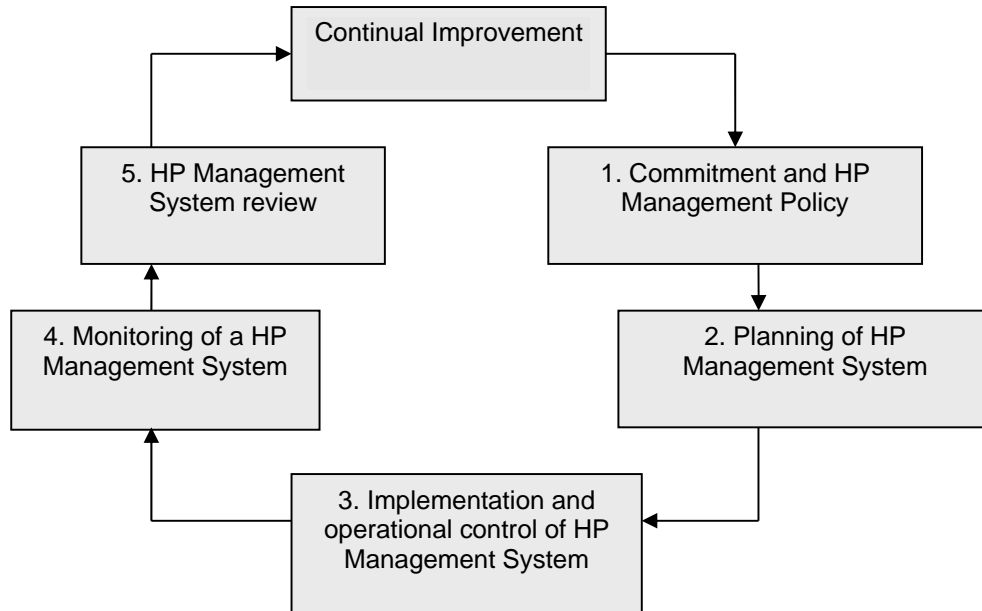 Continual Improvement
1. Commitment and HP
Management Policy
2. Planning of HP
Management System
3. Implementation and
operational control of HP
Management System
4. Monitoring of a HP
Management System
5. HP Management
System review